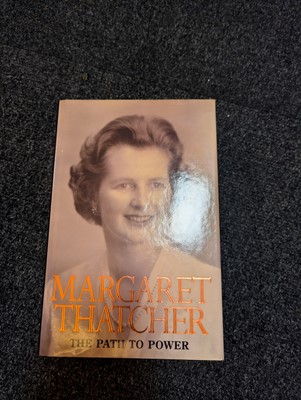 MARGARET
THATCHER
THE PATH TO POWER